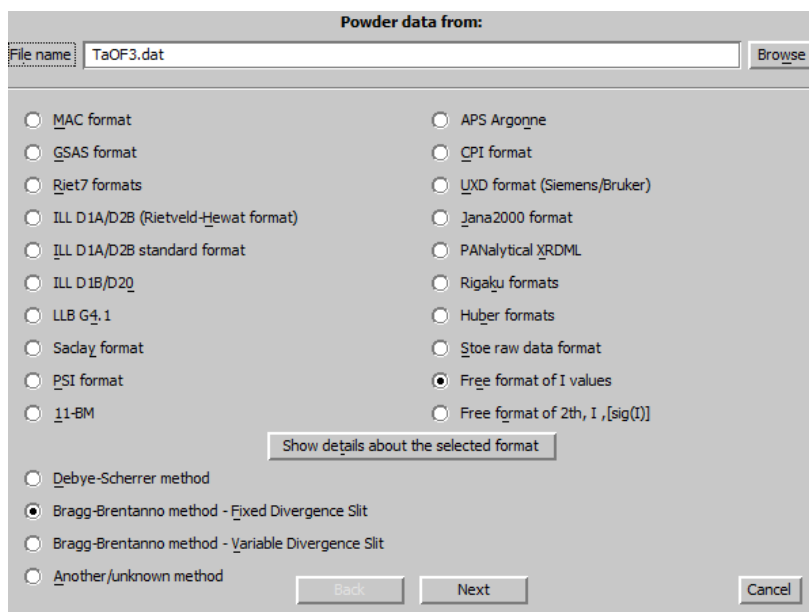 Powder data from:
File name TaOF3.dat Browse
MAC format
GSAS format
Riet7 formats
ILL D1A/D2B (Rietveld-Hewat format)
ILL D1A/D2B standard format
ILL D1B/D20
LLB G4.1
Saclay format
PSI format
11-BM
APS Argonne
CPI format
UXD format (Siemens/Bruker)
Jana2000 format
PANalytical XRDML
Rigaku formats
Huber formats
Stoe raw data format
Free format of I values
Free format of 2th, I ,[sig(I)]
Show details about the selected format
Debye-Scherrer method
Bragg-Brentanno method - Fixed Divergence Slit
Bragg-Brentanno method - Variable Divergence Slit
Another/unknown method
Back Next Cancel